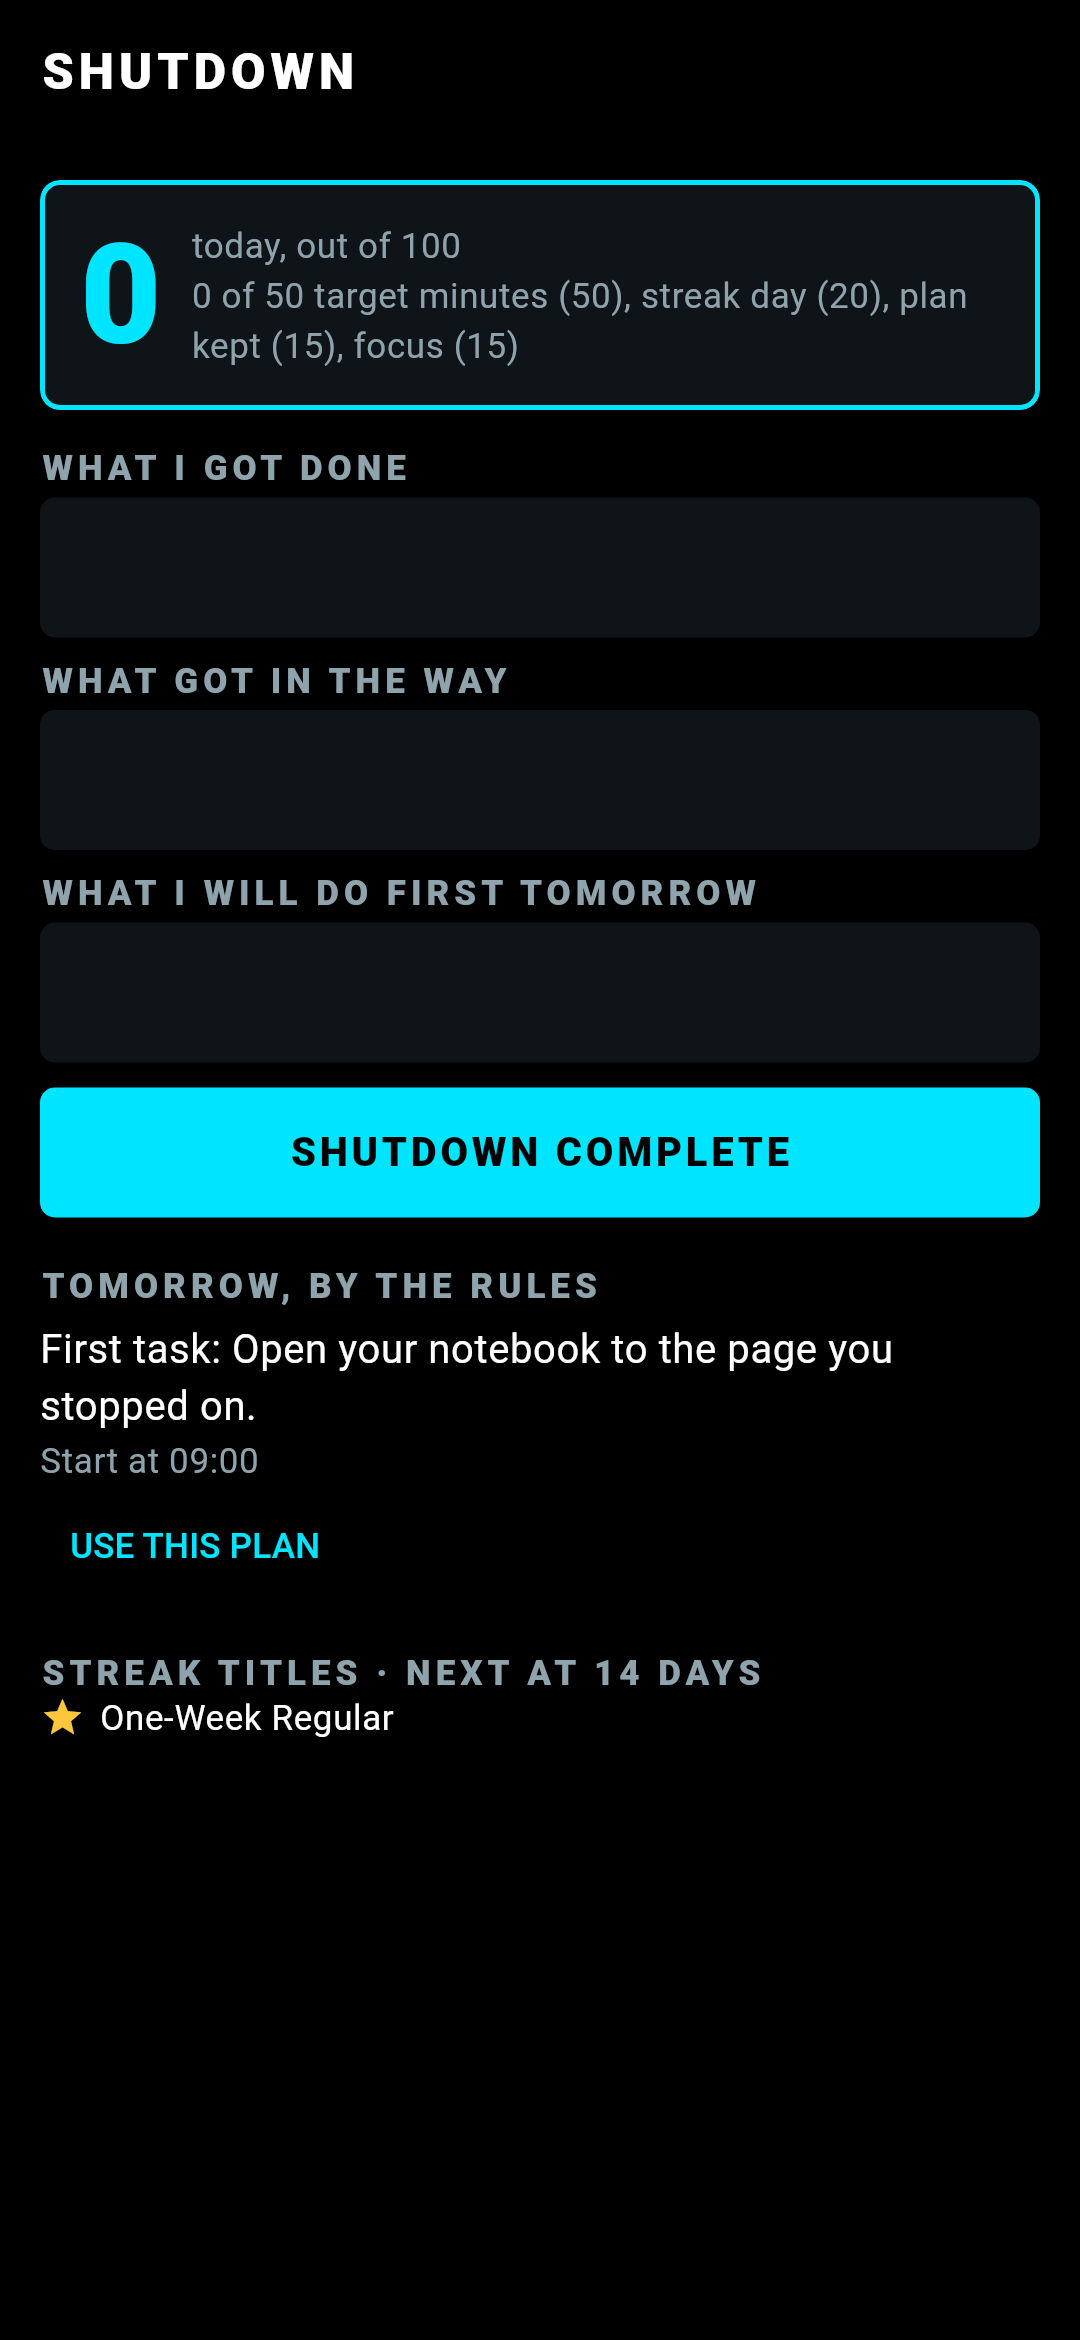 SHUTDOWN
0
today, out of 100
0 of 50 target minutes (50), streak day (20), plan
kept (15), focus (15)
WHAT I GOT DONE
WHAT GOT IN THE WAY
WHAT I WILL DO FIRST TOMORROW
SHUTDOWN COMPLETE
TOMORROW, BY THE RULES
First task: Open your notebook to the page you
stopped on.
Start at 09:00
USE THIS PLAN
STREAK TITLES · NEXT AT 14 DAYS
One-Week Regular